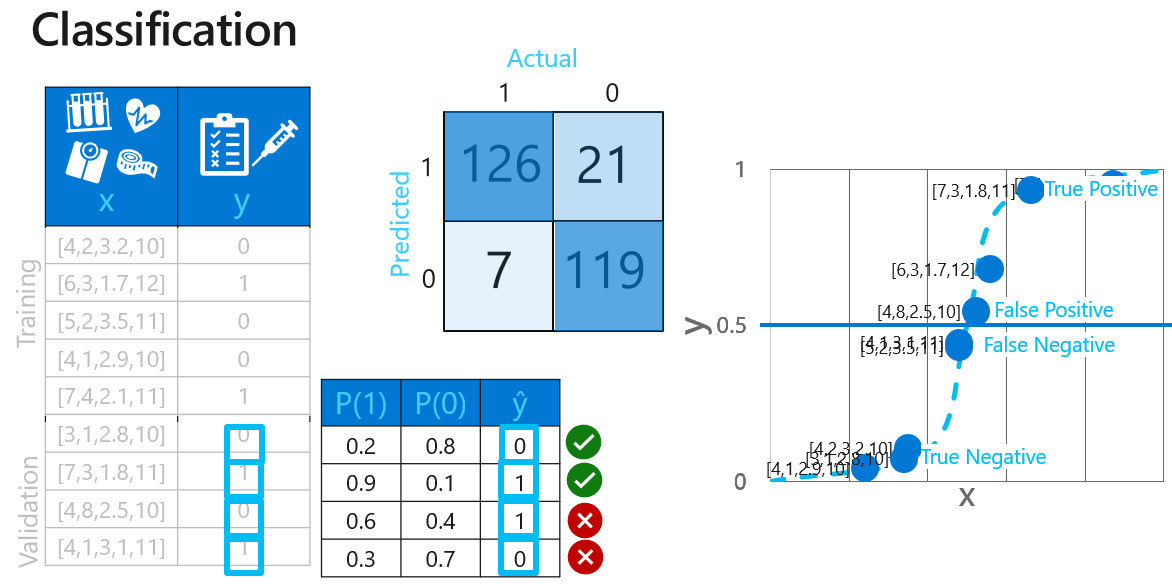 Classification
x y
Training
[4,2,3.2,10] 0
[6,3,1.7,12] 1
[5,2,3.5,11] 0
[4,1,2.9,10] 0
[7,4,2.1,11] 1
Validation
[3,1,2.8,10] 0
[7,3,1.8,11] 1
[4,8,2.5,10] 0
[4,1,3,1,11] 1
Actual
1 0
Predicted
1 126 21
0 7 119
P(1) P(0) ŷ
0.2 0.8 0
0.9 0.1 1
0.6 0.4 1
0.3 0.7 0
y
1
0.5
0
[7,3,1.8,11] True Positive
[6,3,1.7,12]
[4,8,2.5,10] False Positive
[4,1,3,1,11] False Negative
[5,2,3.5,11]
[4,2,3.2,10]
[3,1,2.8,10] True Negative
[4,1,2.9,10]
x